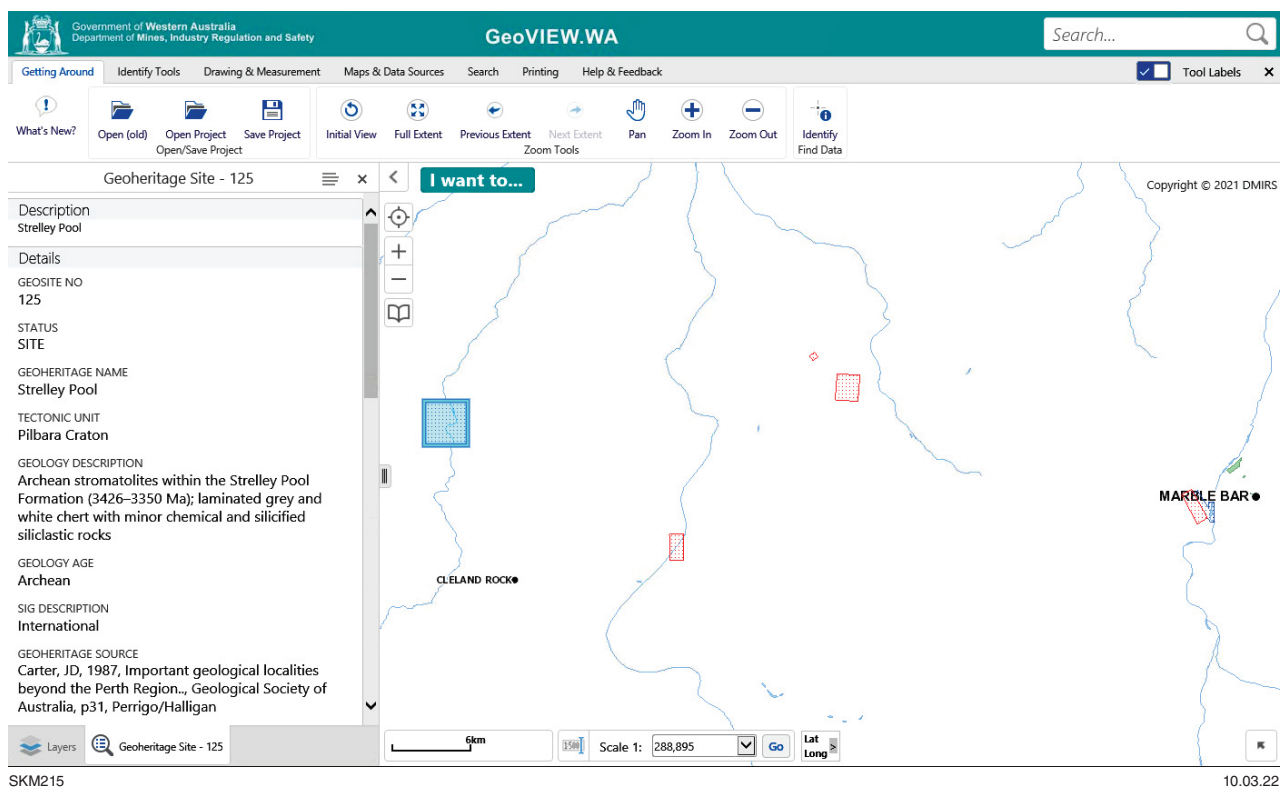 Government of Western Australia
Department of Mines, Industry Regulation and Safety
GeoVIEW.WA
Search...
Getting Around
Identify Tools
Drawing & Measurement
Maps & Data Sources
Search
Printing
Help & Feedback
Tool Labels
What's New?
Open (old)
Open Project
Save Project
Open/Save Project
Initial View
Full Extent
Previous Extent
Next Extent
Pan
Zoom In
Zoom Out
Zoom Tools
Identify
Find Data
Geoheritage Site - 125
I want to...
Copyright © 2021 DMIRS
Description
Strelley Pool
Details
GEOSITE NO
125
STATUS
SITE
GEOHERITAGE NAME
Strelley Pool
TECTONIC UNIT
Pilbara Craton
GEOLOGY DESCRIPTION
Archean stromatolites within the Strelley Pool
Formation (3426–3350 Ma); laminated grey and
white chert with minor chemical and silicified
siliclastic rocks
GEOLOGY AGE
Archean
SIG DESCRIPTION
International
GEOHERITAGE SOURCE
Carter, JD, 1987, Important geological localities
beyond the Perth Region.., Geological Society of
Australia, p31, Perrigo/Halligan
MARBLE BAR
CLELAND ROCK
Layers
Geoheritage Site - 125
6km
1500
Scale 1:
288,895
Go
Lat
Long
>
SKM215
10.03.22